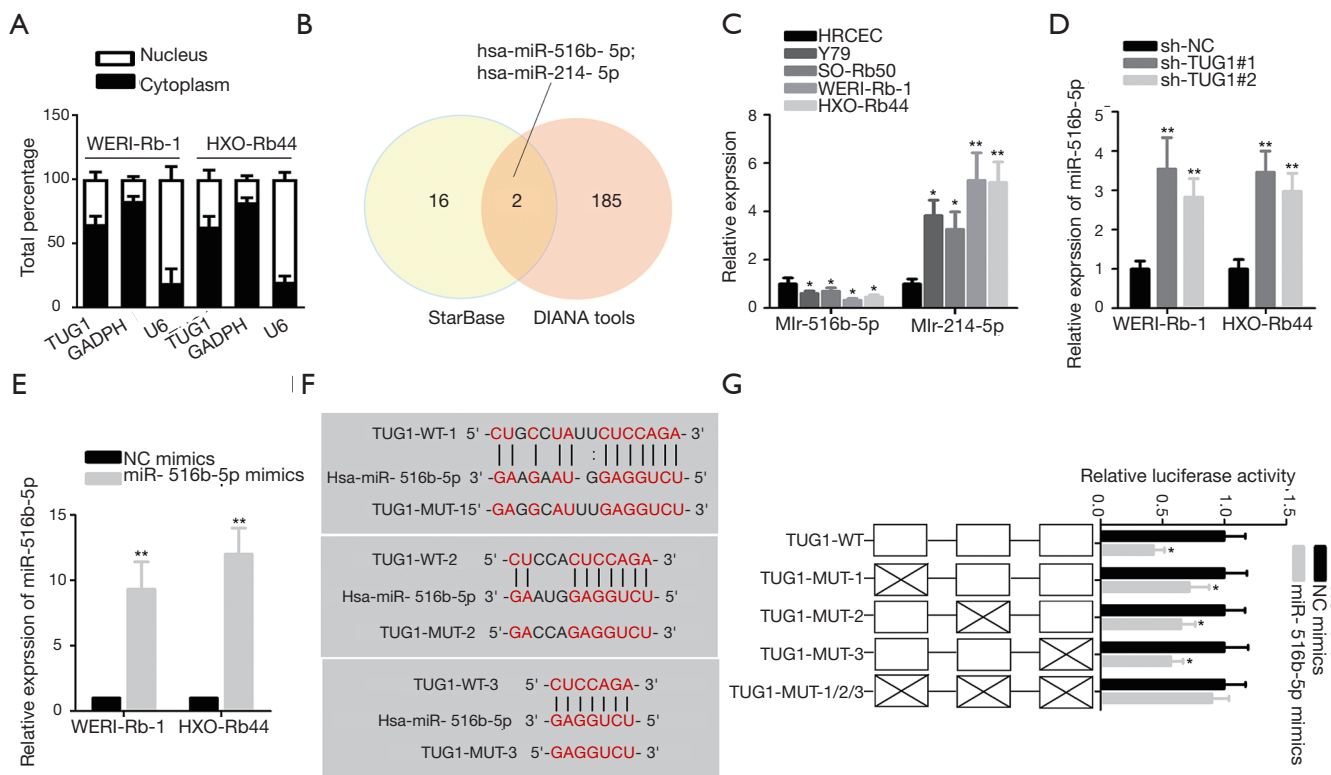 A
Nucleus
Cytoplasm
Total percentage
150
100
50
0
WERI-Rb-1
HXO-Rb44
TUG1
GADPH
U6
TUG1
GADPH
U6
B
hsa-miR-516b- 5p;
hsa-miR-214- 5p
16
2
185
StarBase
DIANA tools
C
HRCEC
Y79
SO-Rb50
WERI-Rb-1
HXO-Rb44
Relative exprssion
8
6
4
2
0
* * * *
* * ** **
MIr-516b-5p
Mlr-214-5p
D
sh-NC
sh-TUG1#1
sh-TUG1#2
Relative exprssion of miR-516b-5p
5
4
3
2
1
0
** **
** **
WERI-Rb-1
HXO-Rb44
E
NC mimics
miR- 516b-5p mimics
Relative exprssion of miR-516b-5p
15
10
5
0
**
**
WERI-Rb-1
HXO-Rb44
F
TUG1-WT-1 5' -CUGCCUAUUCUCCAGA- 3'
:
Hsa-miR- 516b-5p 3' -GAAGAAU- GGAGGUCU- 5'
TUG1-MUT-15' -GAGGCAUUUGAGGUCU- 3'
TUG1-WT-2 5' -CUCCACUCCAGA- 3'
Hsa-miR- 516b-5p 3' -GAAUGGAGGUCU- 5'
TUG1-MUT-2 5' -GACCAGAGGUCU- 3'
TUG1-WT-3 5' -CUCCAGA- 3'
Hsa-miR- 516b-5p 3' -GAGGUCU- 5'
TUG1-MUT-3 5'-GAGGUCU- 3'
G
Relative luciferase activity
0.0
0.5
1.0
1.5
TUG1-WT
*
TUG1-MUT-1
*
TUG1-MUT-2
*
TUG1-MUT-3
*
TUG1-MUT-1/2/3
NC mimics
miR- 516b-5p mimics